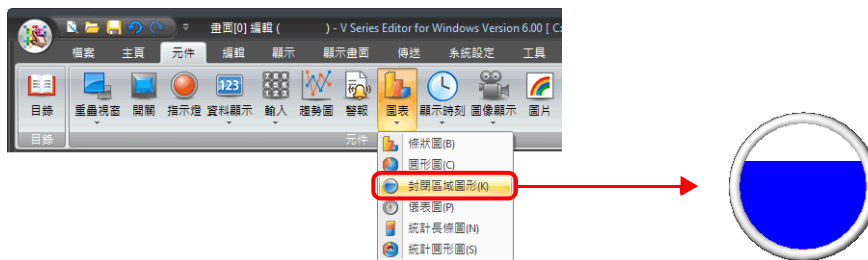 畫面[0] 編輯 ( ) - V Series Editor for Windows Version 6.00 [ C:
檔案 主頁 元件 編輯 顯示 顯示畫面 傳送 系統設定 工具
目錄 重疊視窗 開關 指示燈 資料顯示 輸入 趨勢圖 警報 圖表 顯示時刻 圖像顯示 圖片
目錄 元件
條狀圖(B)
圓形圖(C)
封閉區域圖形(K)
儀表圖(P)
統計長條圖(N)
統計圓形圖(S)